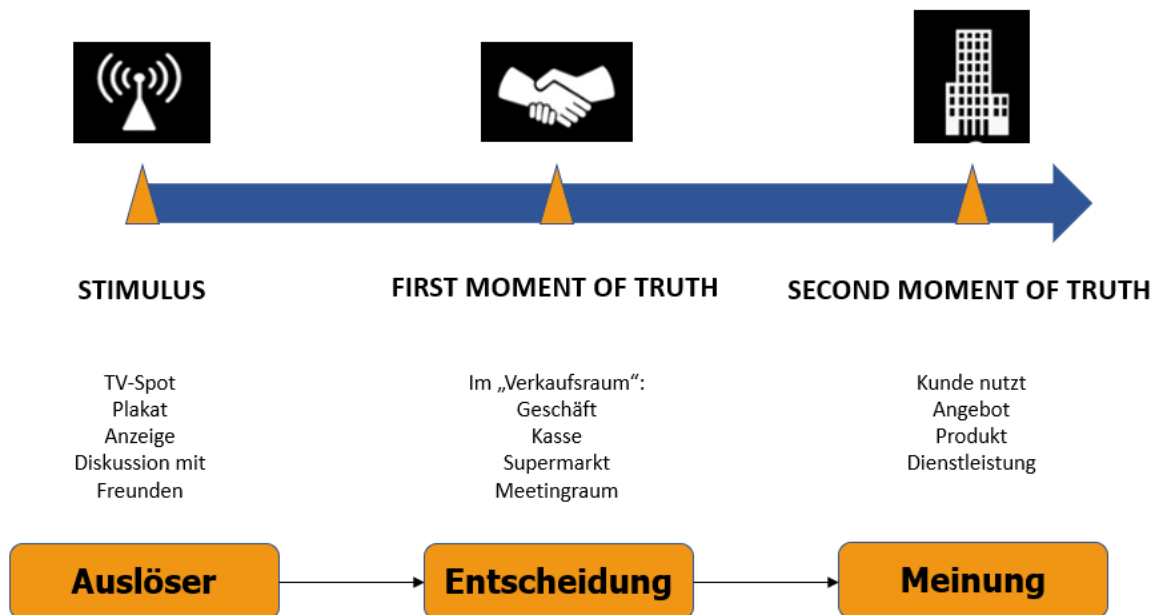 STIMULUS
FIRST MOMENT OF TRUTH
SECOND MOMENT OF TRUTH
TV-Spot
Plakat
Anzeige
Diskussion mit
Freunden
Im „Verkaufsraum“:
Geschäft
Kasse
Supermarkt
Meetingraum
Kunde nutzt
Angebot
Produkt
Dienstleistung
Auslöser
Entscheidung
Meinung